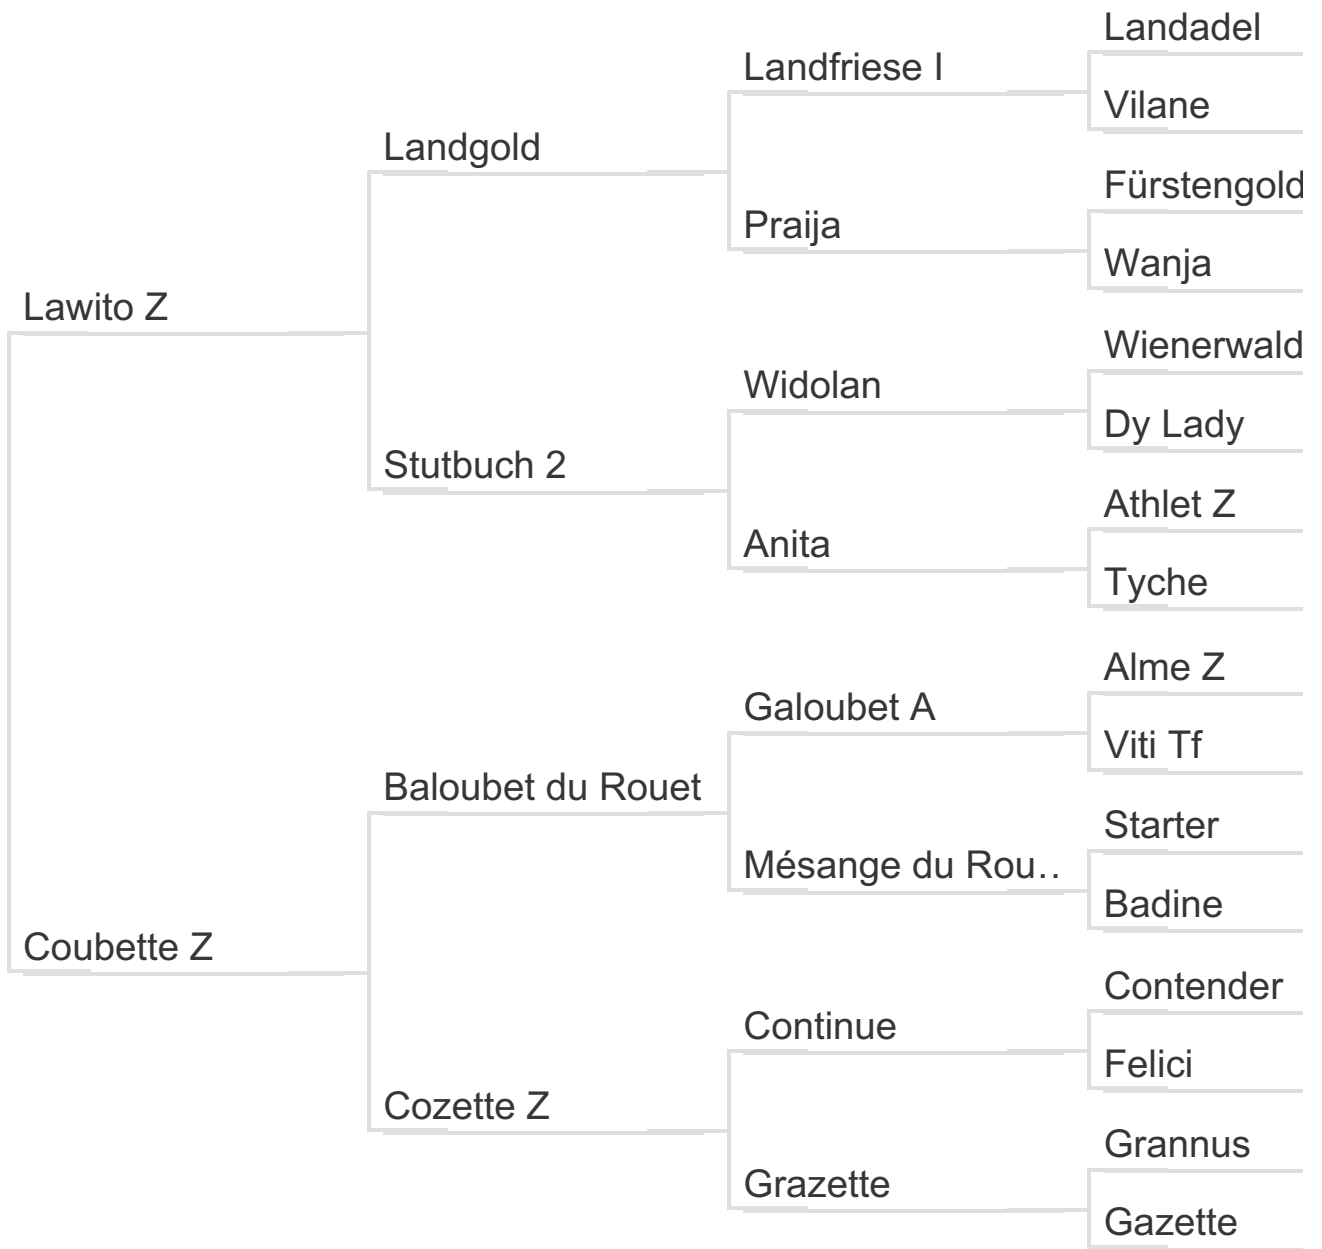 Landadel
Landfriese I
Vilane
Landgold
Fürstengold
Praija
Wanja
Lawito Z
Wienerwald
Widolan
Dy Lady
Stutbuch 2
Athlet Z
Anita
Tyche
Alme Z
Galoubet A
Viti Tf
Baloubet du Rouet
Starter
Mésange du Rou..
Badine
Coubette Z
Contender
Continue
Felici
Cozette Z
Grannus
Grazette
Gazette